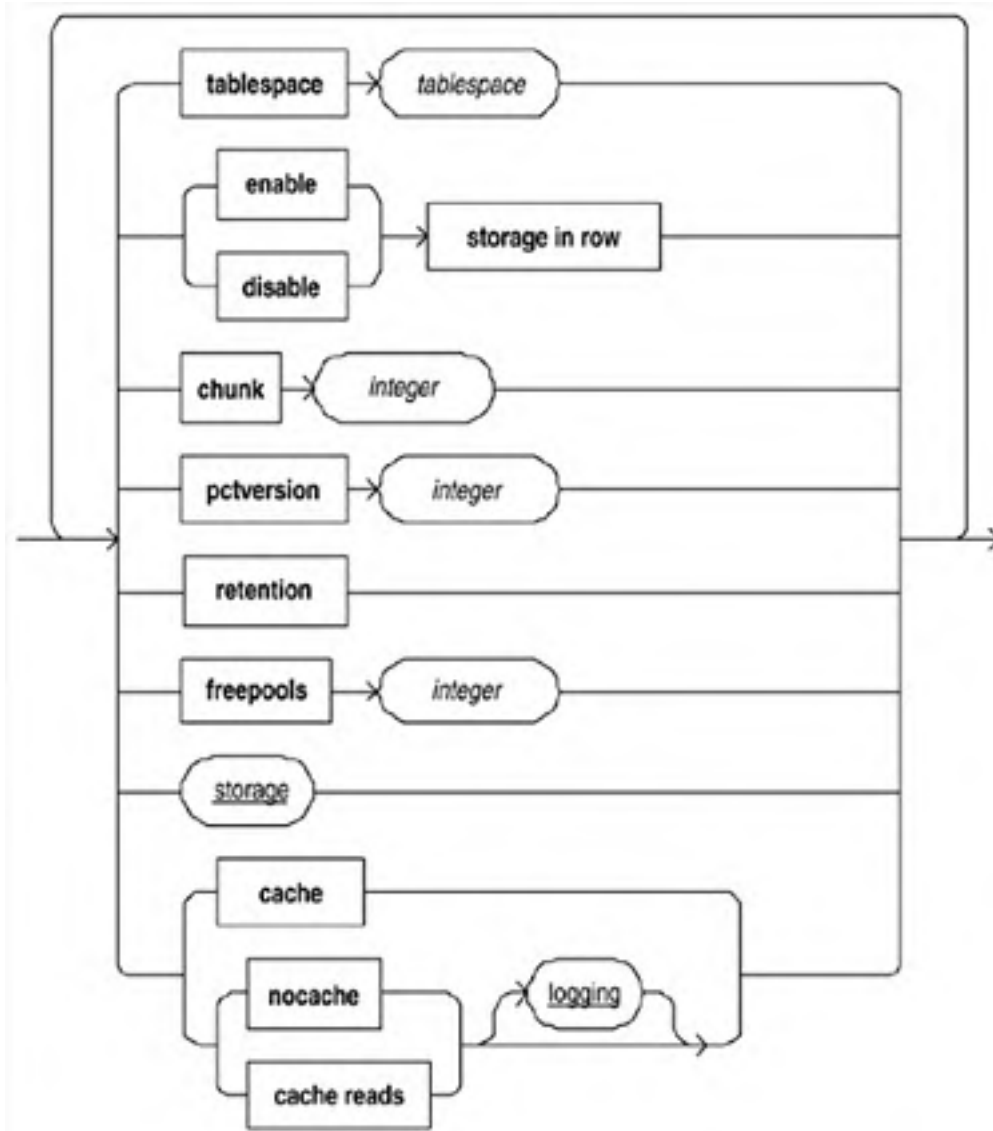 tablespace tablespace
enable
storage in row
disable
chunk integer
pctversion integer
retention
freepools integer
storage
cache
nocache logging
cache reads